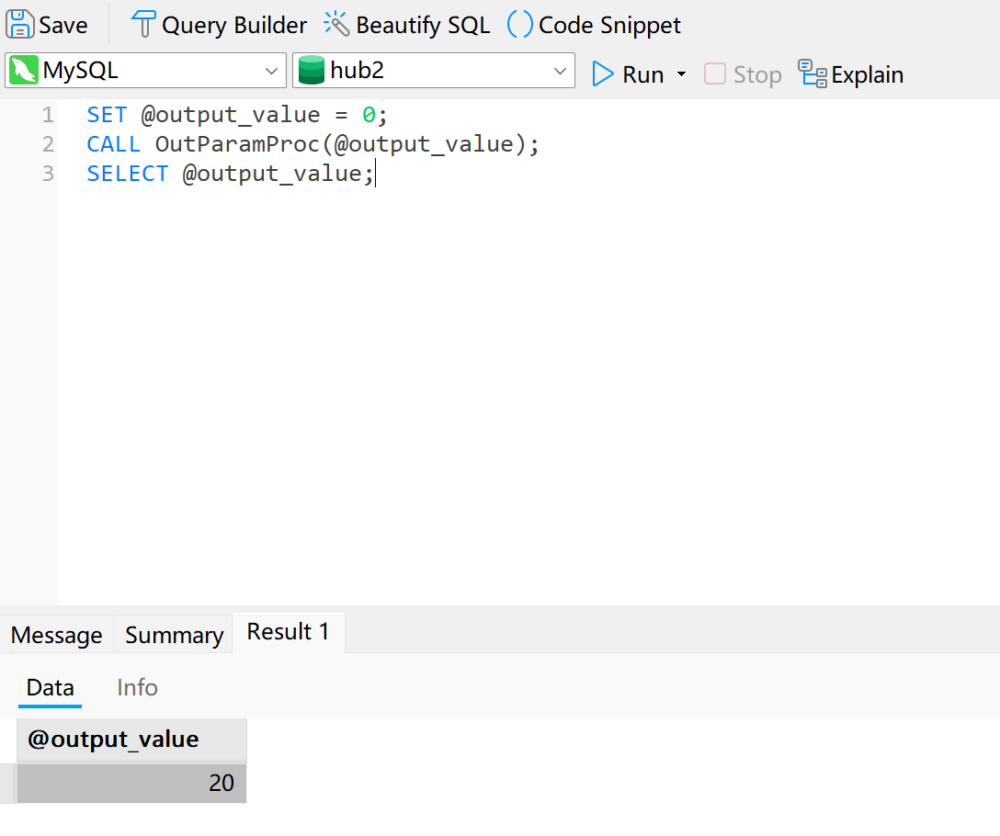 Save Query Builder Beautify SQL Code Snippet
MySQL hub2 Run Stop Explain
1 SET @output_value = 0;
2 CALL OutParamProc(@output_value);
3 SELECT @output_value;
Message Summary Result 1
Data Info
@output_value
20